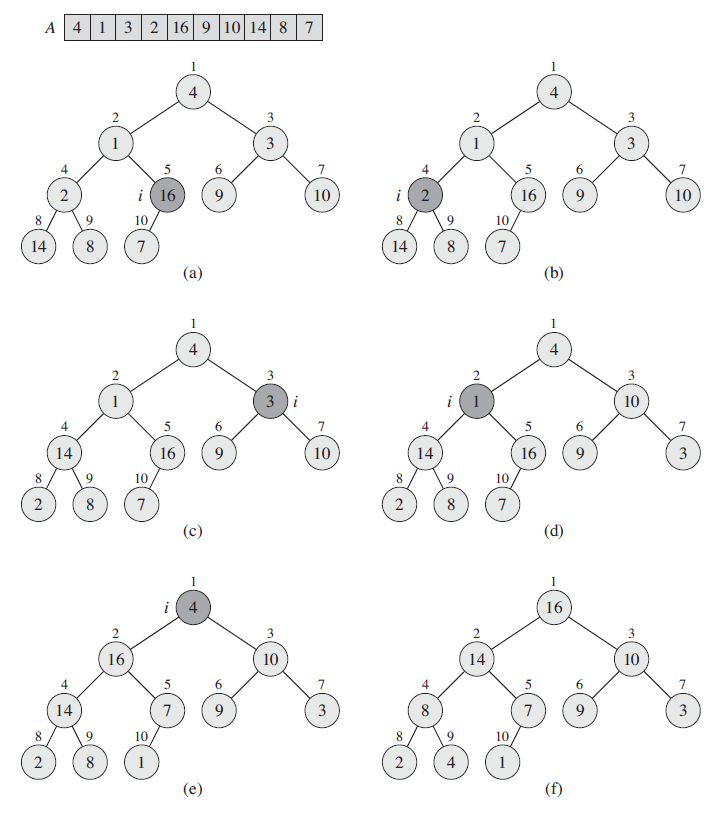 A 4 1 3 2 16 9 10 14 8 7
1 1
4 4
2 3 2 3
1 3 1 3
4 5 6 7 4 5 6 7
2 i 16 9 10 i 2 16 9 10
8 9 10 8 9 10
14 8 7 14 8 7
(a) (b)
1 1
4 4
2 3 2 3
1 3 i i 1 10
4 5 6 7 4 5 6 7
14 16 9 10 14 16 9 3
8 9 10 8 9 10
2 8 7 2 8 7
(c) (d)
1 1
i 4 16
2 3 2 3
16 10 14 10
4 5 6 7 4 5 6 7
14 7 9 3 8 7 9 3
8 9 10 8 9 10
2 8 1 2 4 1
(e) (f)